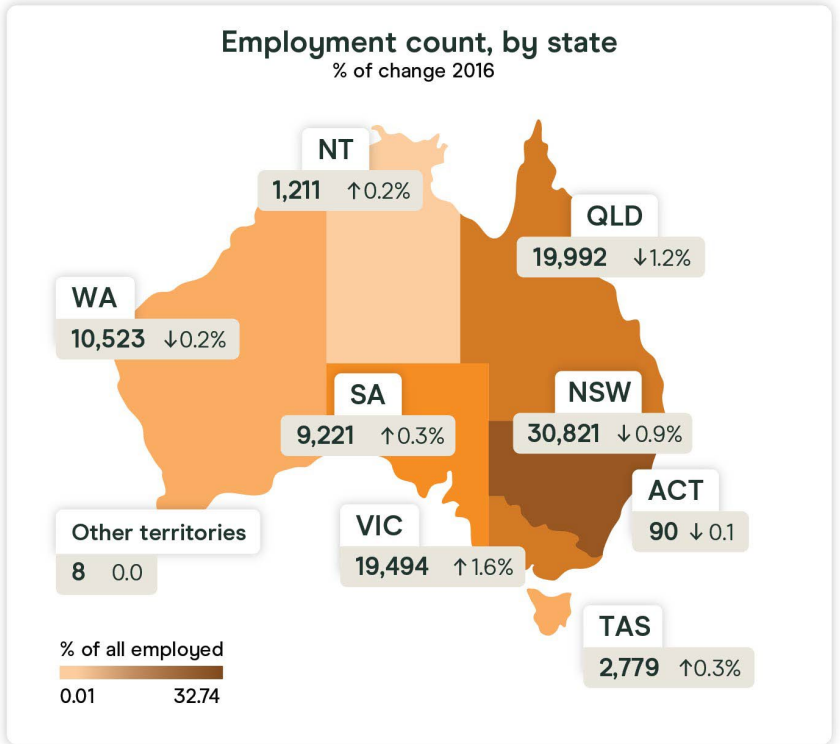 Employment count, by state
% of change 2016
NT
1,211 ↑0.2%
QLD
19,992 ↓1.2%
WA
10,523 ↓0.2%
SA
9,221 ↑0.3%
NSW
30,821 ↓0.9%
ACT
90 ↓0.1
Other territories
8 0.0
VIC
19,494 ↑1.6%
TAS
2,779 ↑0.3%
% of all employed
0.01 32.74